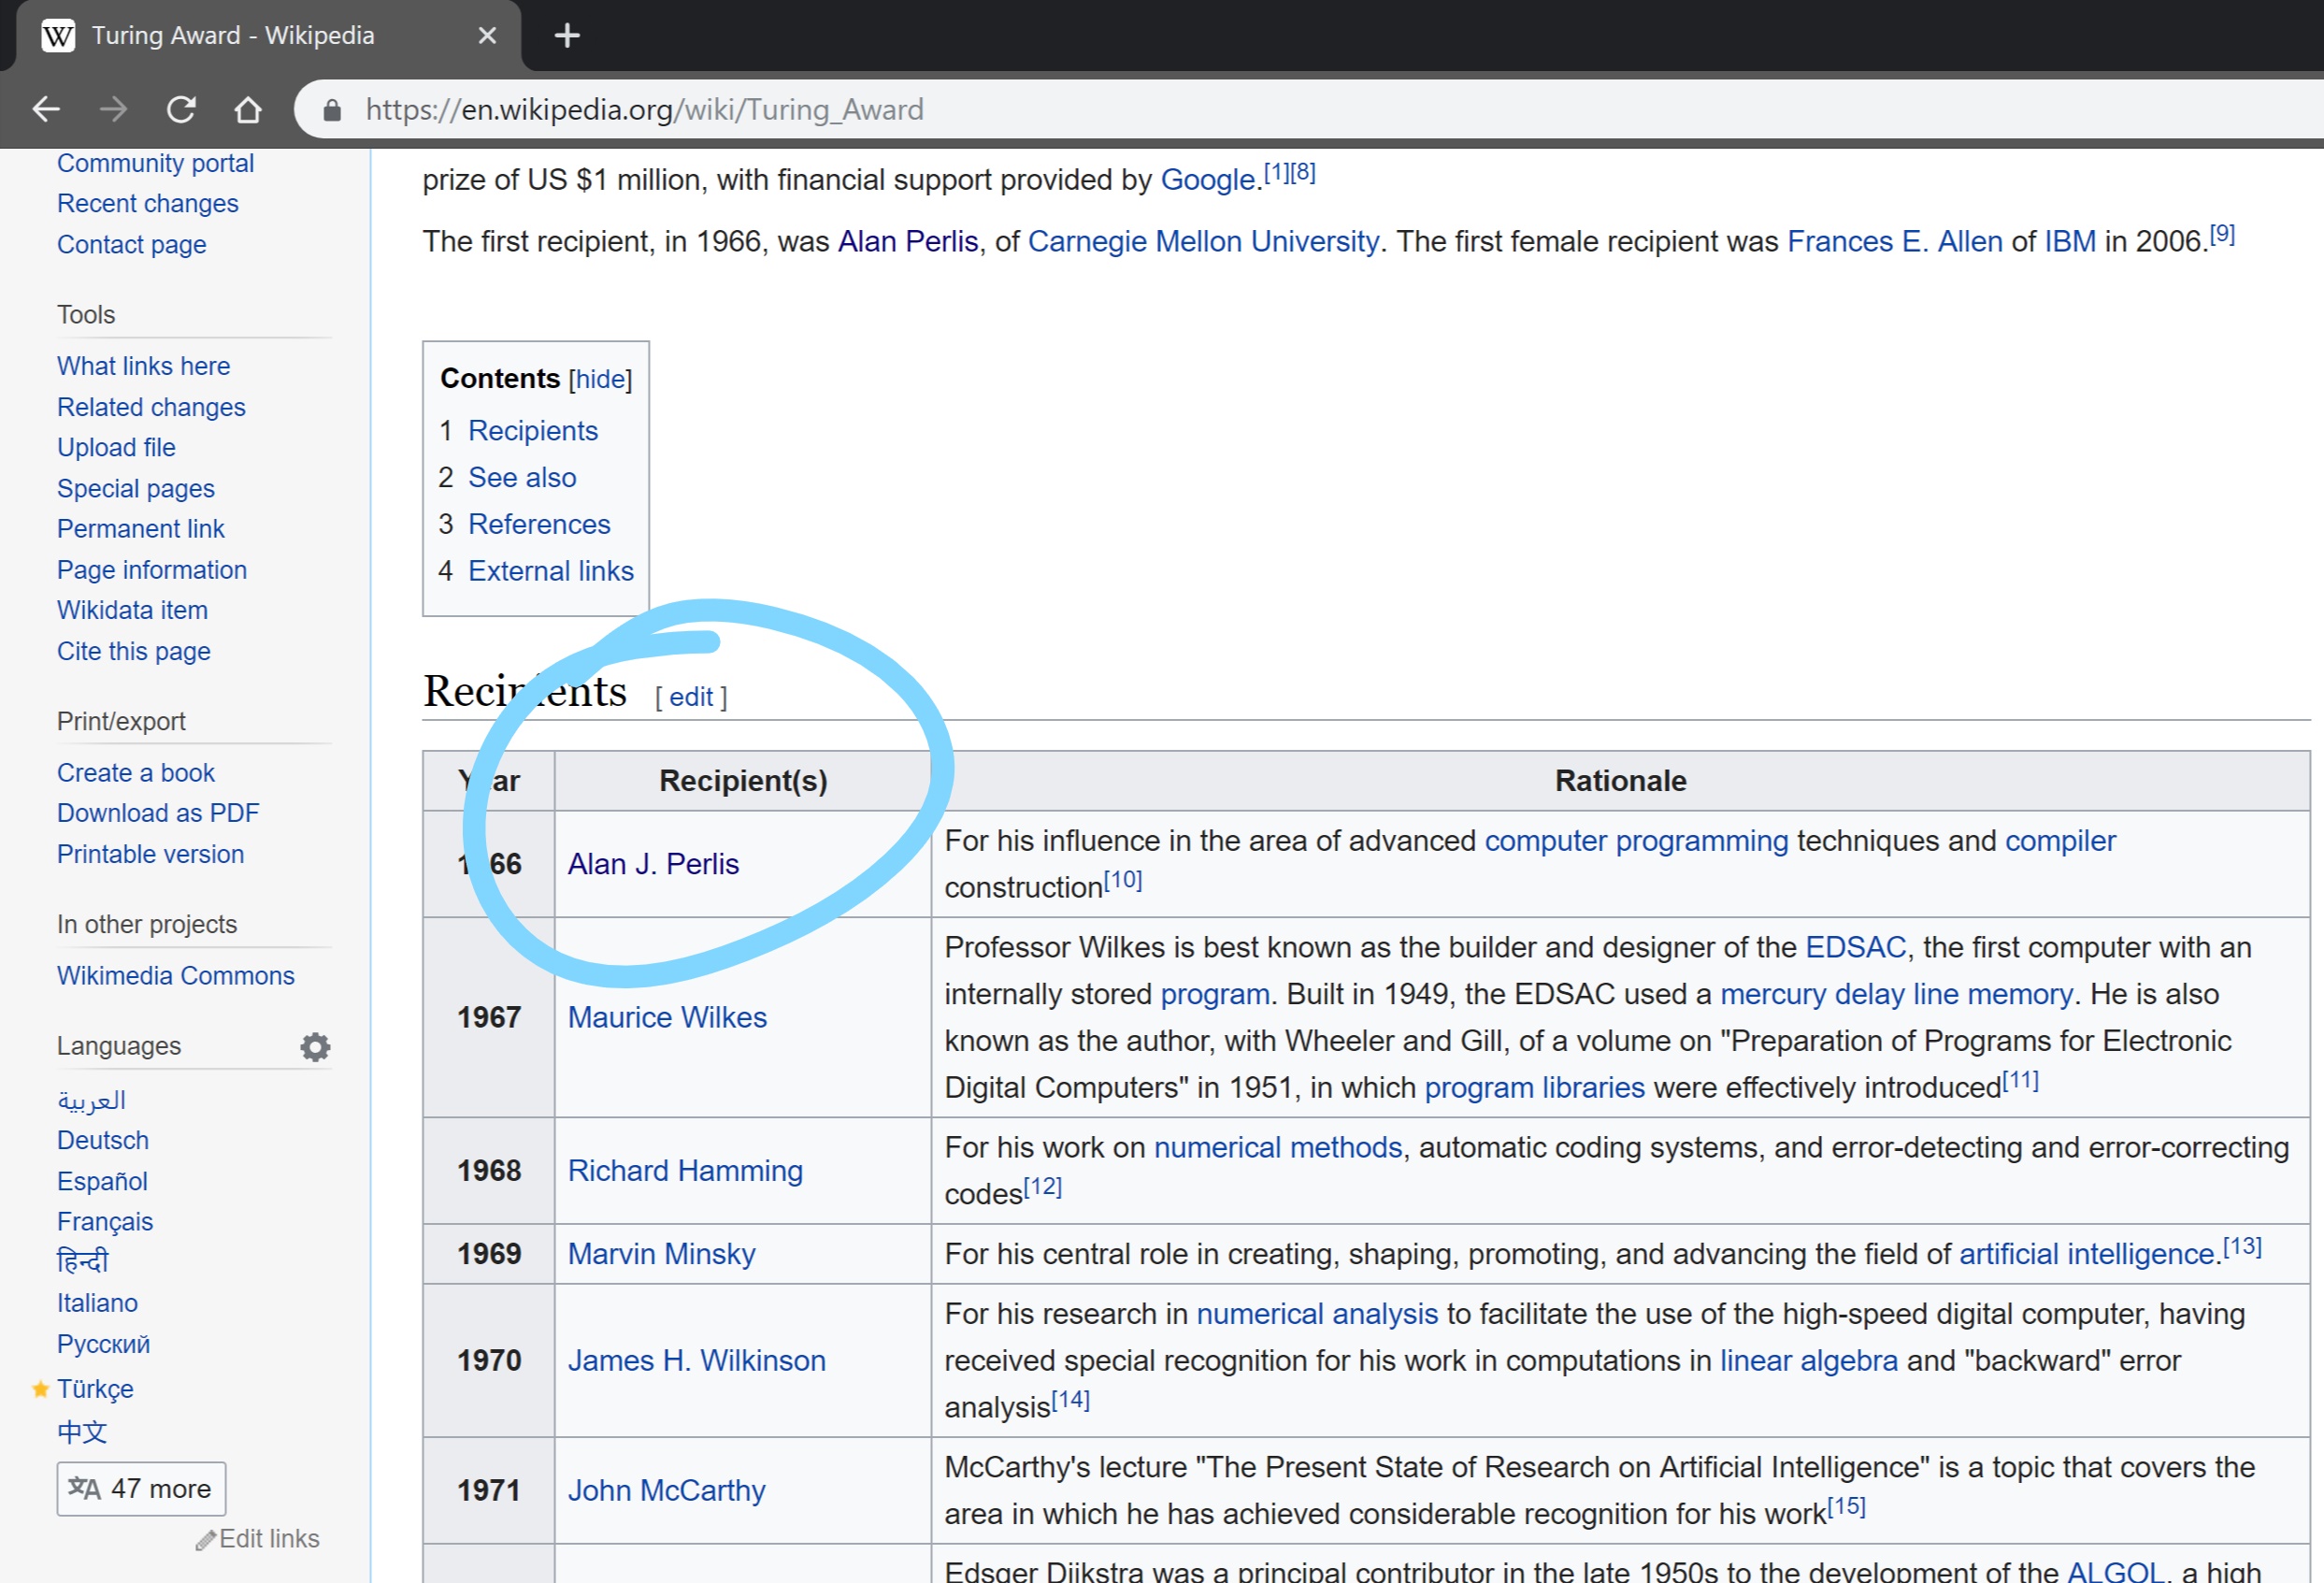 Turing Award - Wikipedia
https://en.wikipedia.org/wiki/Turing_Award
Community portal
Recent changes
Contact page
Tools
What links here
Related changes
Upload file
Special pages
Permanent link
Page information
Wikidata item
Cite this page
Print/export
Create a book
Download as PDF
Printable version
In other projects
Wikimedia Commons
Languages
العربية
Deutsch
Español
Français
हिन्दी
Italiano
Русский
Türkçe
中文
47 more
Edit links
prize of US $1 million, with financial support provided by Google.[1][8]
The first recipient, in 1966, was Alan Perlis, of Carnegie Mellon University. The first female recipient was Frances E. Allen of IBM in 2006.[9]
Contents [hide]
1 Recipients
2 See also
3 References
4 External links
Recipients [ edit ]
Year Recipient(s) Rationale
1966 Alan J. Perlis For his influence in the area of advanced computer programming techniques and compiler
construction[10]
1967 Maurice Wilkes Professor Wilkes is best known as the builder and designer of the EDSAC, the first computer with an
internally stored program. Built in 1949, the EDSAC used a mercury delay line memory. He is also
known as the author, with Wheeler and Gill, of a volume on "Preparation of Programs for Electronic
Digital Computers" in 1951, in which program libraries were effectively introduced[11]
1968 Richard Hamming For his work on numerical methods, automatic coding systems, and error-detecting and error-correcting
codes[12]
1969 Marvin Minsky For his central role in creating, shaping, promoting, and advancing the field of artificial intelligence.[13]
1970 James H. Wilkinson For his research in numerical analysis to facilitate the use of the high-speed digital computer, having
received special recognition for his work in computations in linear algebra and "backward" error
analysis[14]
1971 John McCarthy McCarthy's lecture "The Present State of Research on Artificial Intelligence" is a topic that covers the
area in which he has achieved considerable recognition for his work[15]
Edsger Dijkstra was a principal contributor in the late 1950s to the development of the ALGOL, a high